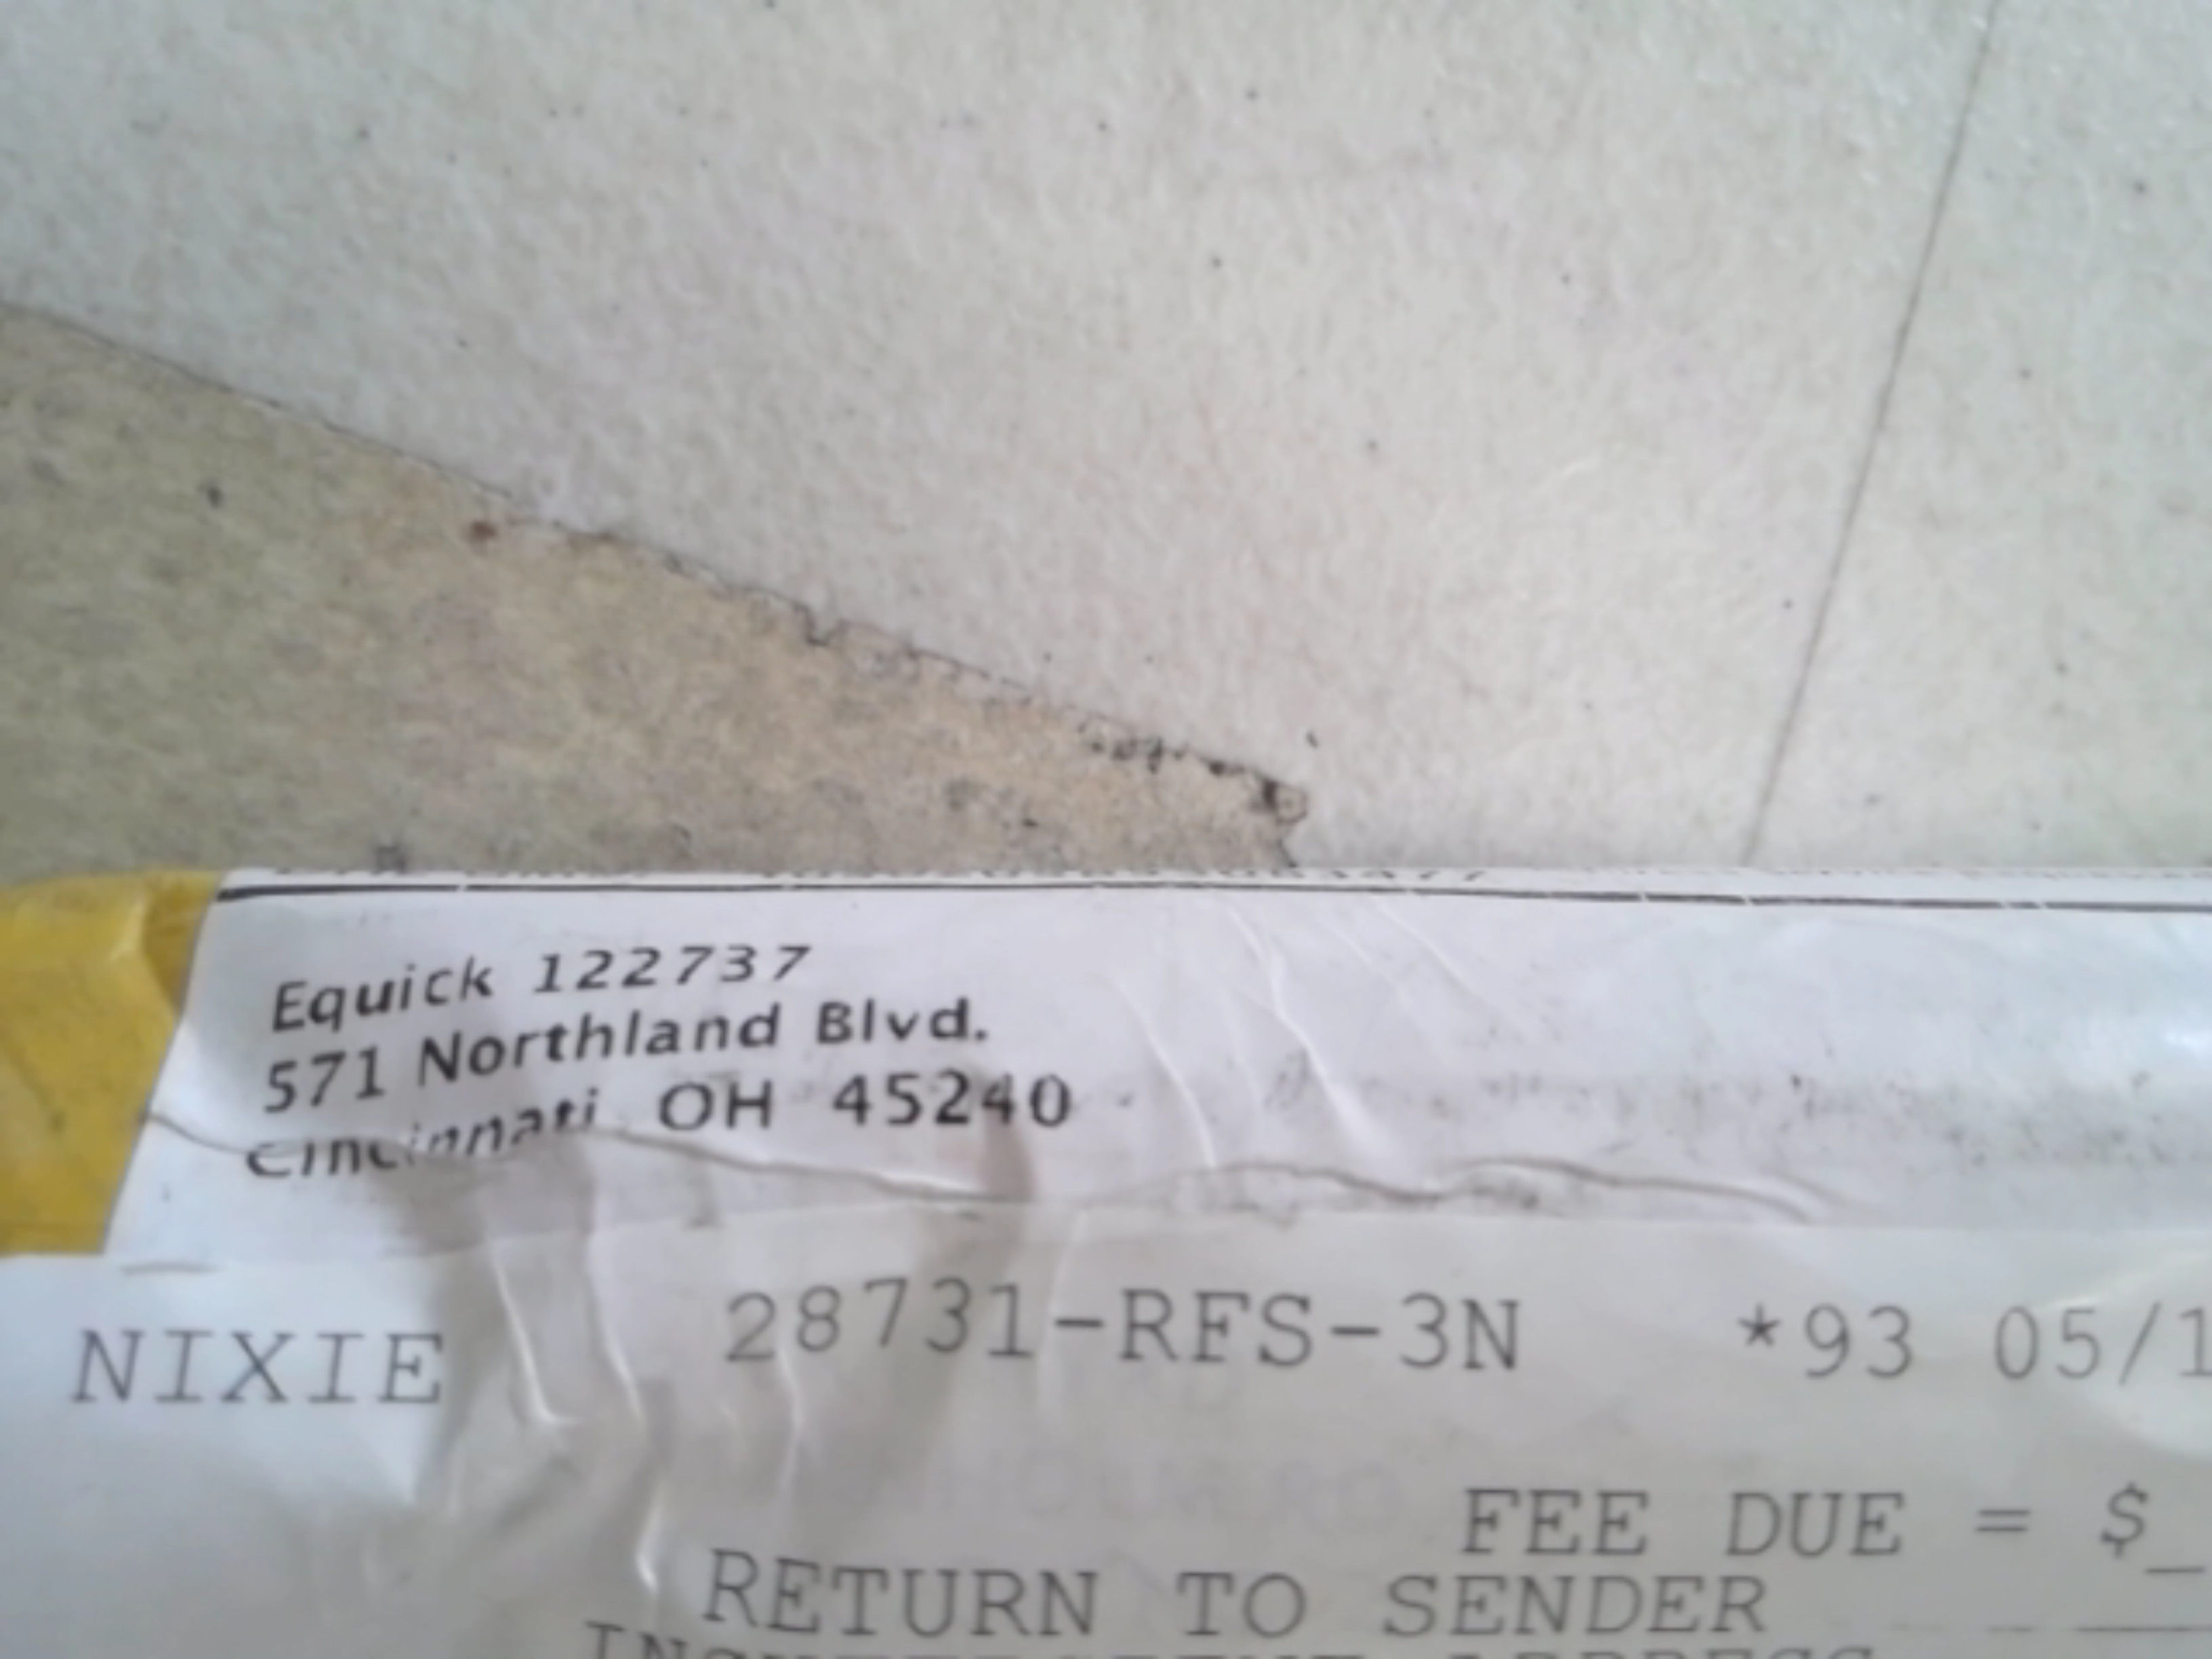 Equick 122737
571 Northland Blvd.
Cincinnati OH 45240
NIXIE 28731-RFS-3N *93 05/1
FEE DUE = $_
RETURN TO SENDER